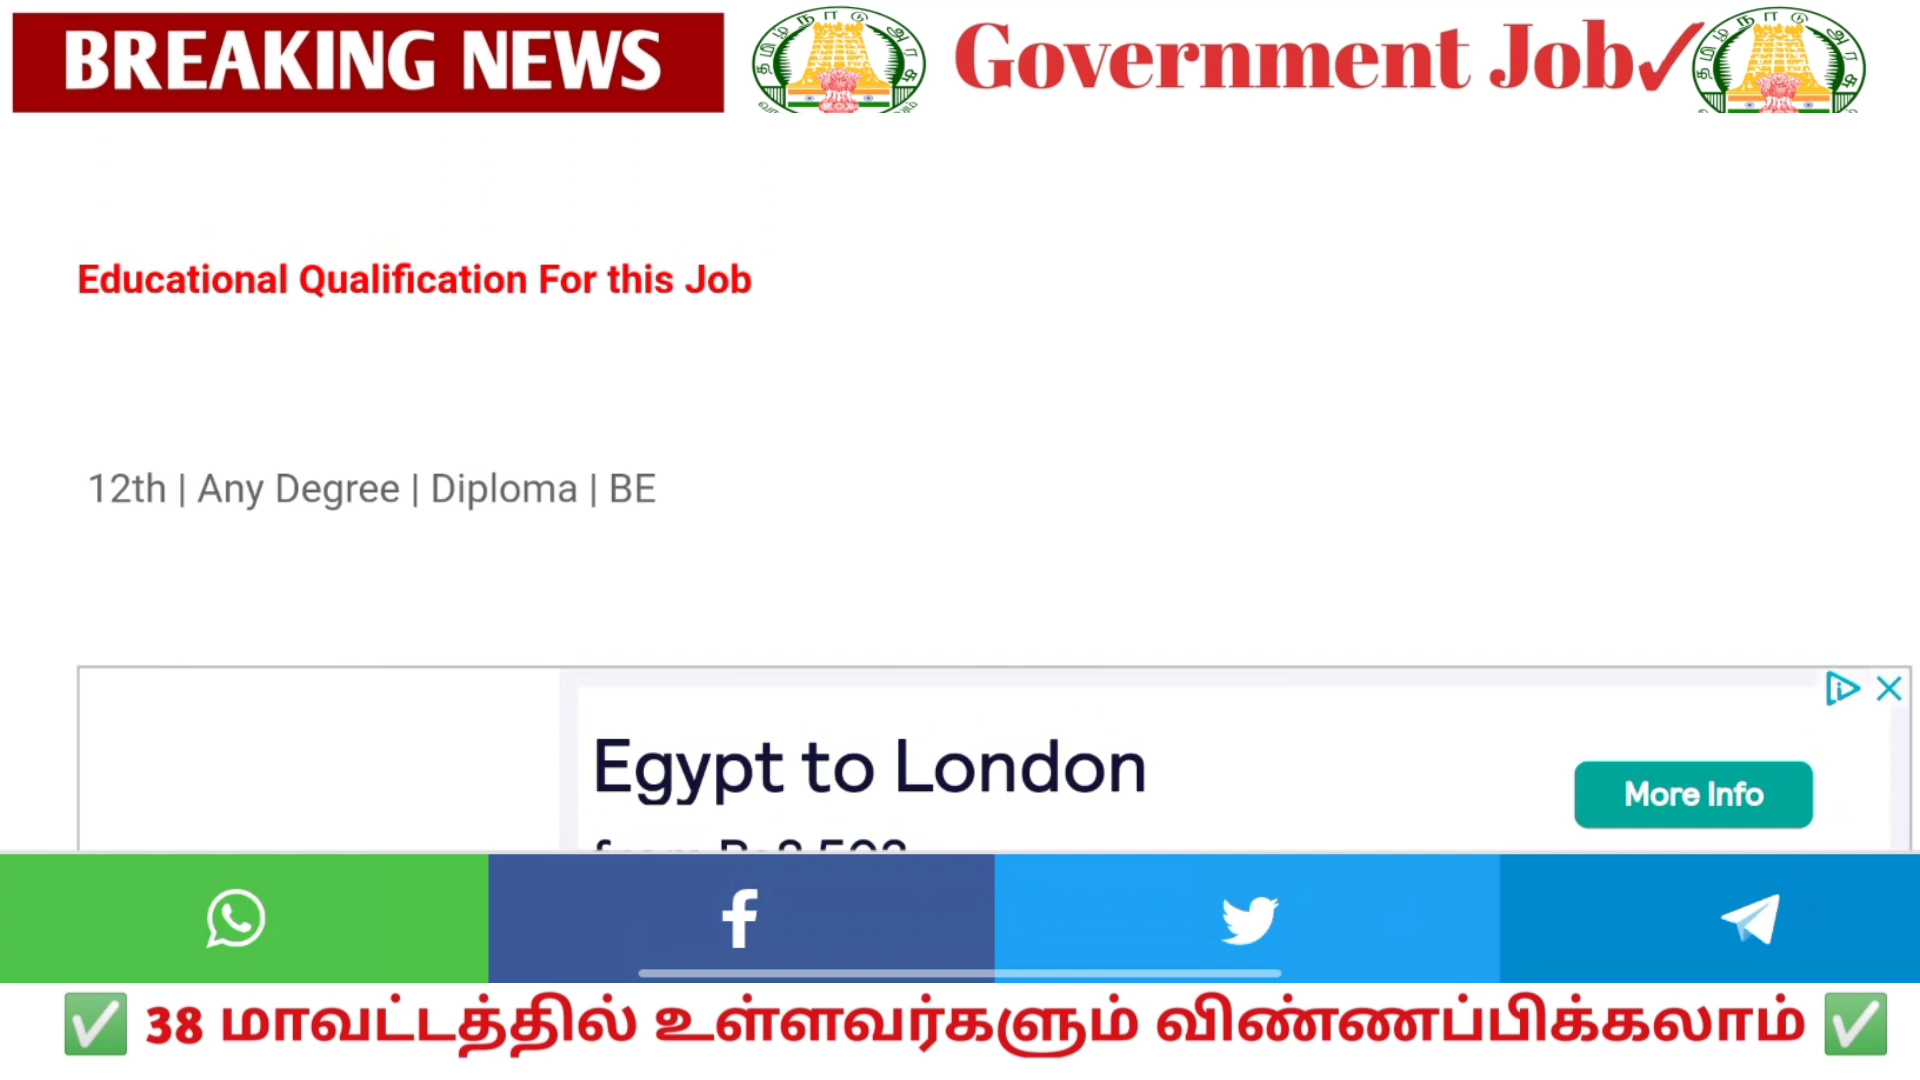 BREAKING NEWS
Government Job✓
Educational Qualification For this Job
12th | Any Degree | Diploma | BE
Egypt to London
More Info
✅ 38 மாவட்டத்தில் உள்ளவர்களும் விண்ணப்பிக்கலாம் ✅